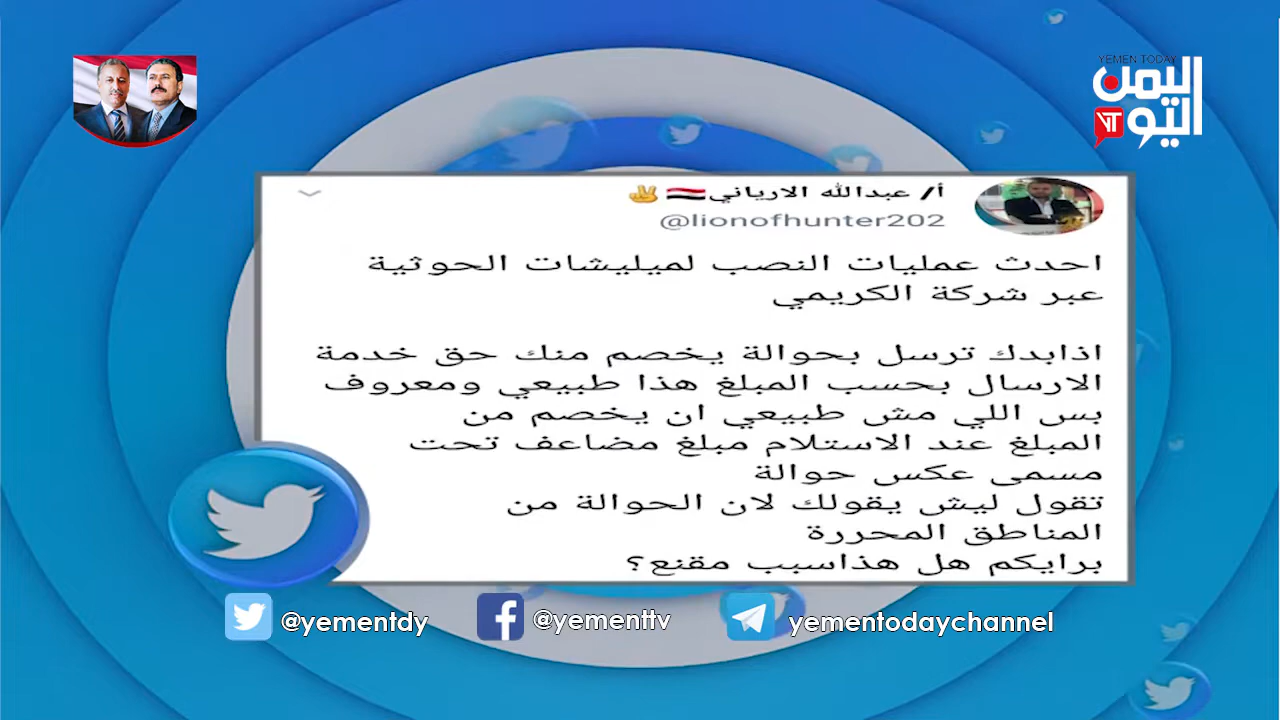 YEMEN TODAY
اليمن
اليوم
YT
أ/ عبدالله الارياني🇾🇪✌️
@lionofhunter202
احدث عمليات النصب لميليشات الحوثية
عبر شركة الكريمي
اذابدك ترسل بحوالة يخصم منك حق خدمة
الارسال بحسب المبلغ هذا طبيعي ومعروف
بس اللي مش طبيعي ان يخصم من
المبلغ عند الاستلام مبلغ مضاعف تحت
مسمى عكس حوالة
تقول ليش يقولك لان الحوالة من
المناطق المحررة
برايكم هل هذاسبب مقنع؟
@yementdy
@yementtv
yementodaychannel